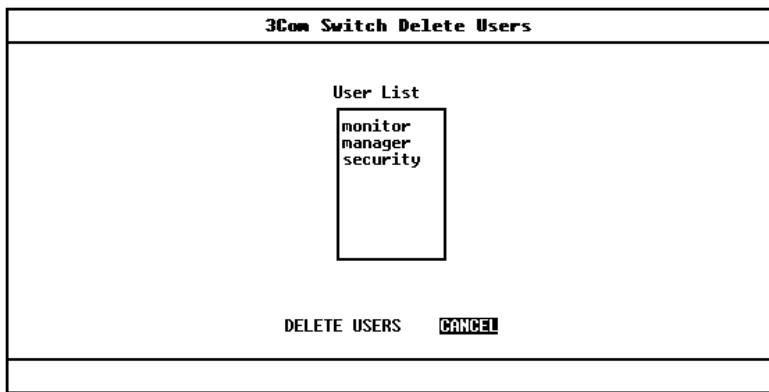 3Com Switch Delete Users
User List
monitor
manager
security
DELETE USERS CANCEL